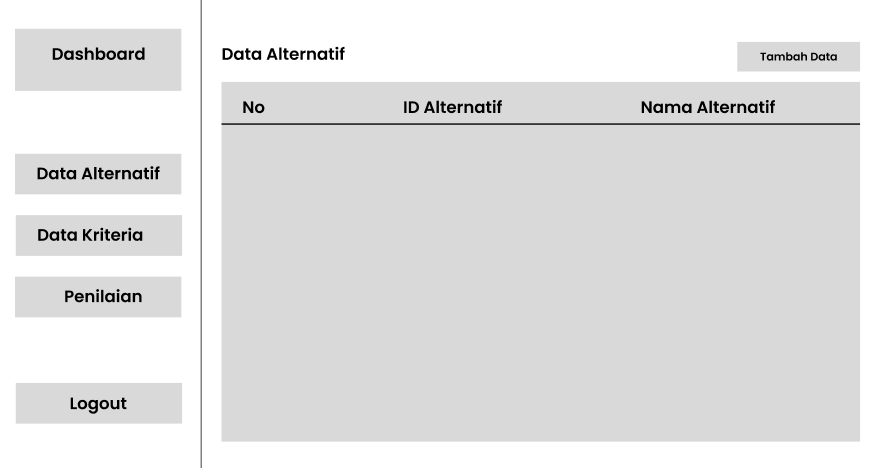 Dashboard
Data Alternatif
Data Kriteria
Penilaian
Logout
Data Alternatif
Tambah Data
No ID Alternatif Nama Alternatif